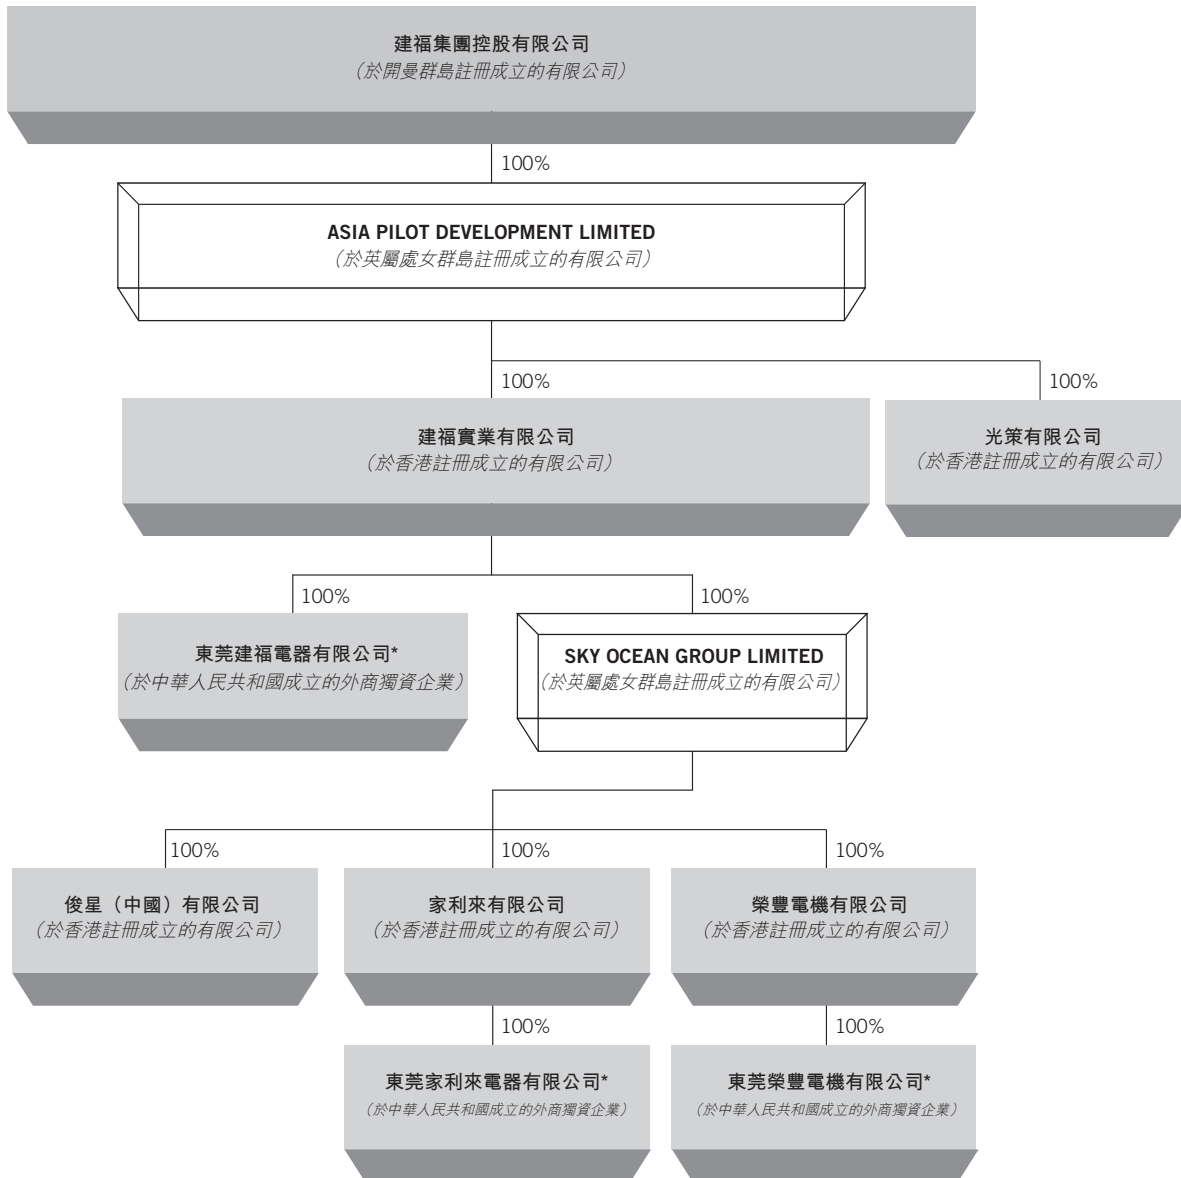 建福集團控股有限公司
（於開曼群島註冊成立的有限公司）
100%
ASIA PILOT DEVELOPMENT LIMITED
（於英屬處女群島註冊成立的有限公司）
100%
100%
建福實業有限公司
（於香港註冊成立的有限公司）
光策有限公司
（於香港註冊成立的有限公司）
100%
100%
東莞建福電器有限公司*
（於中華人民共和國成立的外商獨資企業）
SKY OCEAN GROUP LIMITED
（於英屬處女群島註冊成立的有限公司）
100%
100%
100%
俊星（中國）有限公司
（於香港註冊成立的有限公司）
家利來有限公司
（於香港註冊成立的有限公司）
榮豐電機有限公司
（於香港註冊成立的有限公司）
100%
100%
東莞家利來電器有限公司*
（於中華人民共和國成立的外商獨資企業）
東莞榮豐電機有限公司*
（於中華人民共和國成立的外商獨資企業）